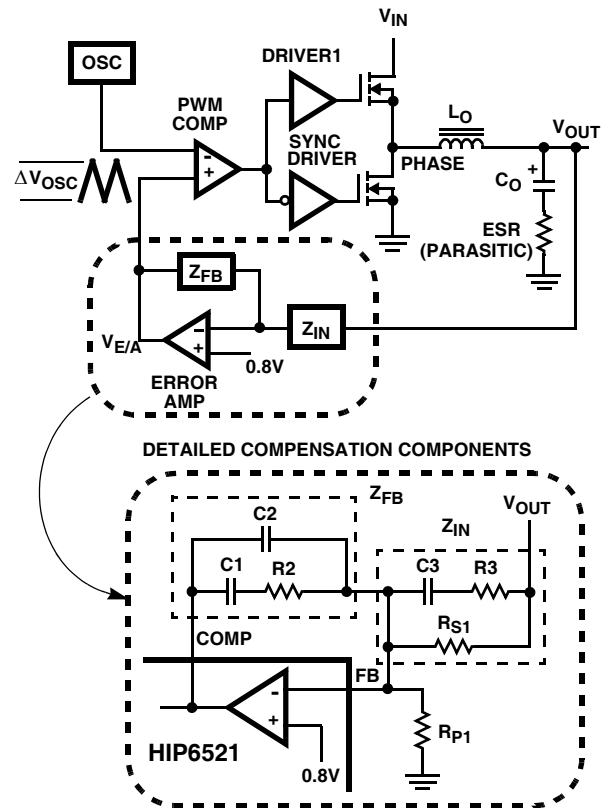 V_IN
OSC
DRIVER1
PWM
COMP
L_O
V_OUT
SYNC
DRIVER
-
+
PHASE
ΔV_OSC
C_O +
ESR
(PARASITIC)
Z_FB
Z_IN
V_E/A
-
+
0.8V
ERROR
AMP
DETAILED COMPENSATION COMPONENTS
Z_FB
V_OUT
C2
Z_IN
C1
R2
C3
R3
COMP
R_S1
FB
-
+
R_P1
HIP6521
0.8V